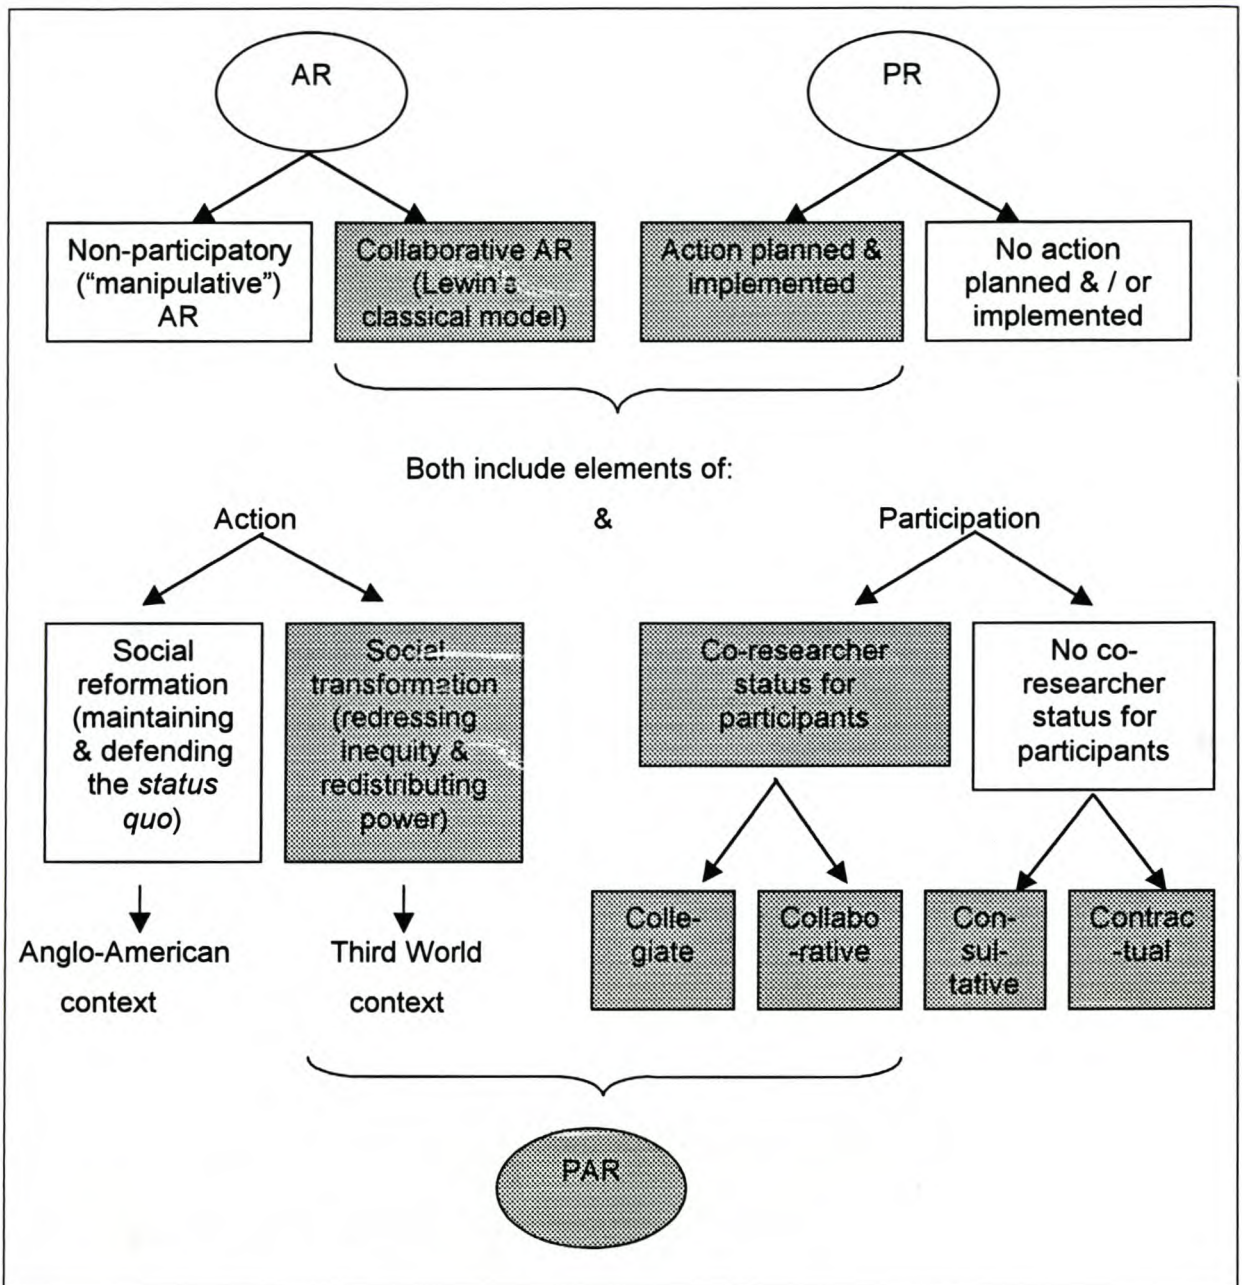 AR
PR
Non-participatory
(“manipulative”)
AR
Collaborative AR
(Lewin's
classical model)
Action planned &
implemented
No action
planned & / or
implemented
Both include elements of:
Action
&
Participation
Social
reformation
(maintaining
& defending
the status
quo)
Social
transformation
(redressing
inequity &
redistributing
power)
Co-researcher
status for
participants
No co-
researcher
status for
participants
Colle-
giate
Collabo
-rative
Con-
sul-
tative
Contrac
-tual
Anglo-American
context
Third World
context
PAR